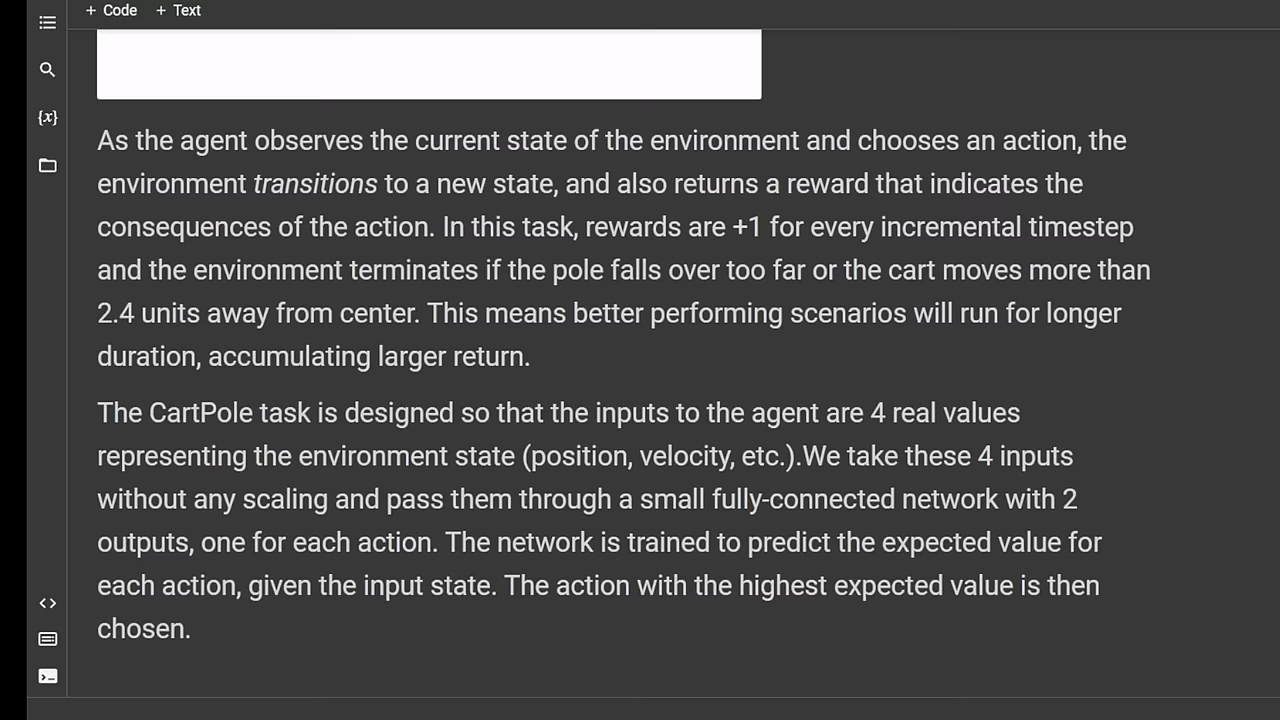 + Code + Text
{x}
As the agent observes the current state of the environment and chooses an action, the
environment transitions to a new state, and also returns a reward that indicates the
consequences of the action. In this task, rewards are +1 for every incremental timestep
and the environment terminates if the pole falls over too far or the cart moves more than
2.4 units away from center. This means better performing scenarios will run for longer
duration, accumulating larger return.
The CartPole task is designed so that the inputs to the agent are 4 real values
representing the environment state (position, velocity, etc.).We take these 4 inputs
without any scaling and pass them through a small fully-connected network with 2
outputs, one for each action. The network is trained to predict the expected value for
each action, given the input state. The action with the highest expected value is then
chosen.